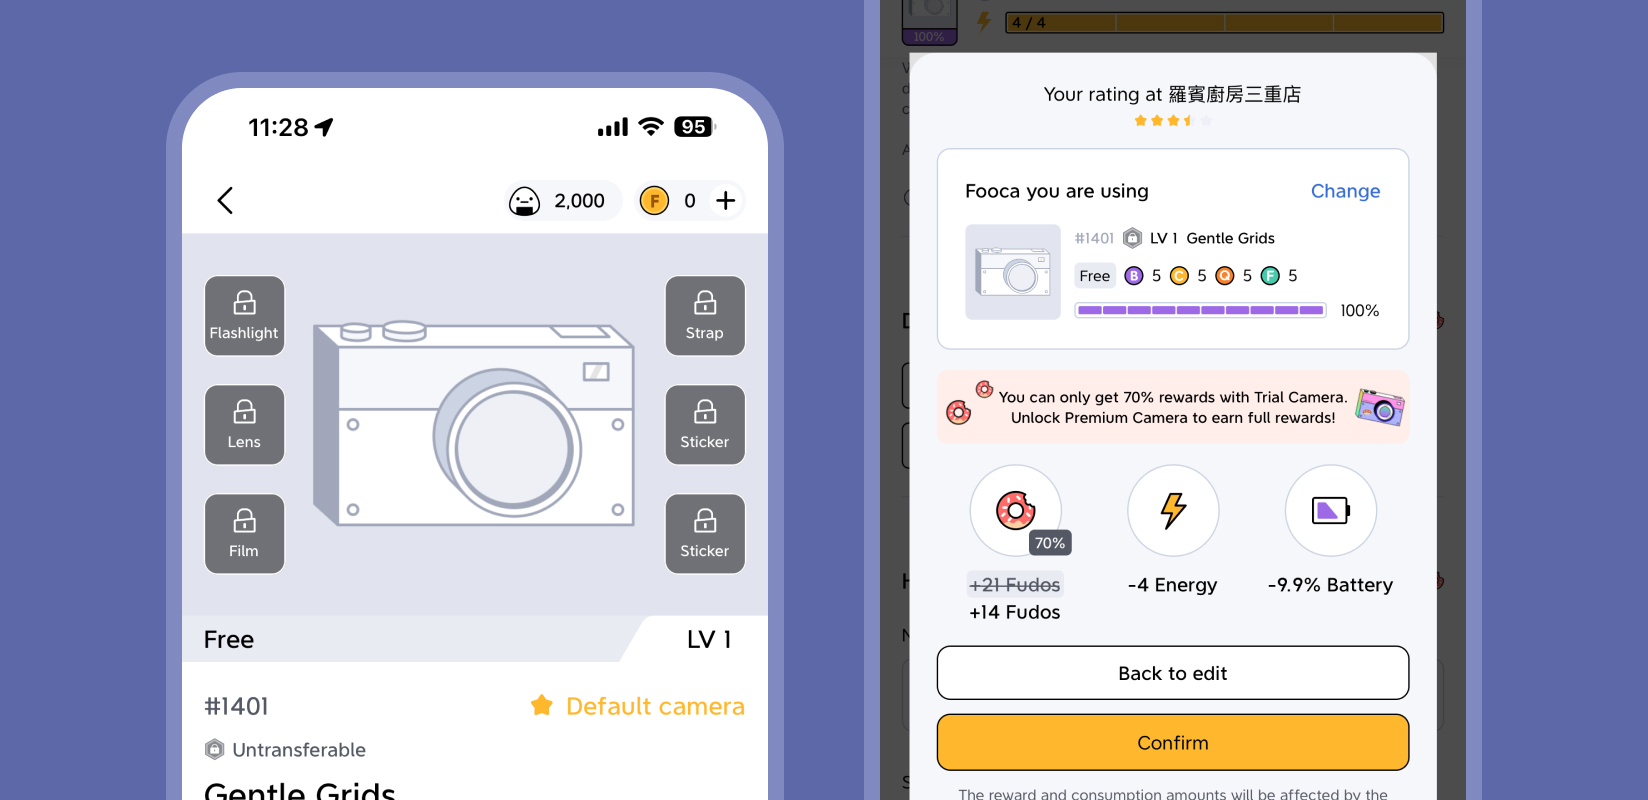 11:28
95
2,000
F
0
Flashlight
Strap
Lens
Sticker
Film
Sticker
Free
LV 1
#1401
Default camera
Untransferable
Gentle Grids
4 / 4
100%
Your rating at 羅賓廚房三重店
Fooca you are using
Change
#1401 LV 1 Gentle Grids
Free B 5 C 5 Q 5 F 5
100%
You can only get 70% rewards with Trial Camera.
Unlock Premium Camera to earn full rewards!
70%
+21 Fudos
+14 Fudos
-4 Energy
-9.9% Battery
Back to edit
Confirm
The reward and consumption amounts will be affected by the